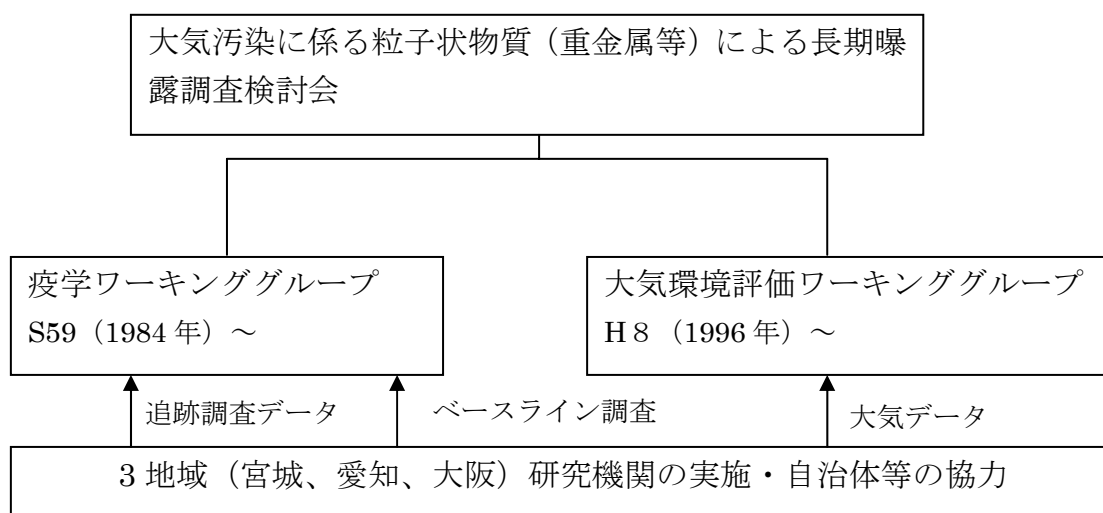 大気汚染に係る粒子状物質（重金属等）による長期曝
露調査検討会
疫学ワーキンググループ
S59（1984 年）～
大気環境評価ワーキンググループ
H８（1996 年）～
追跡調査データ
ベースライン調査
大気データ
3 地域（宮城、愛知、大阪）研究機関の実施・自治体等の協力